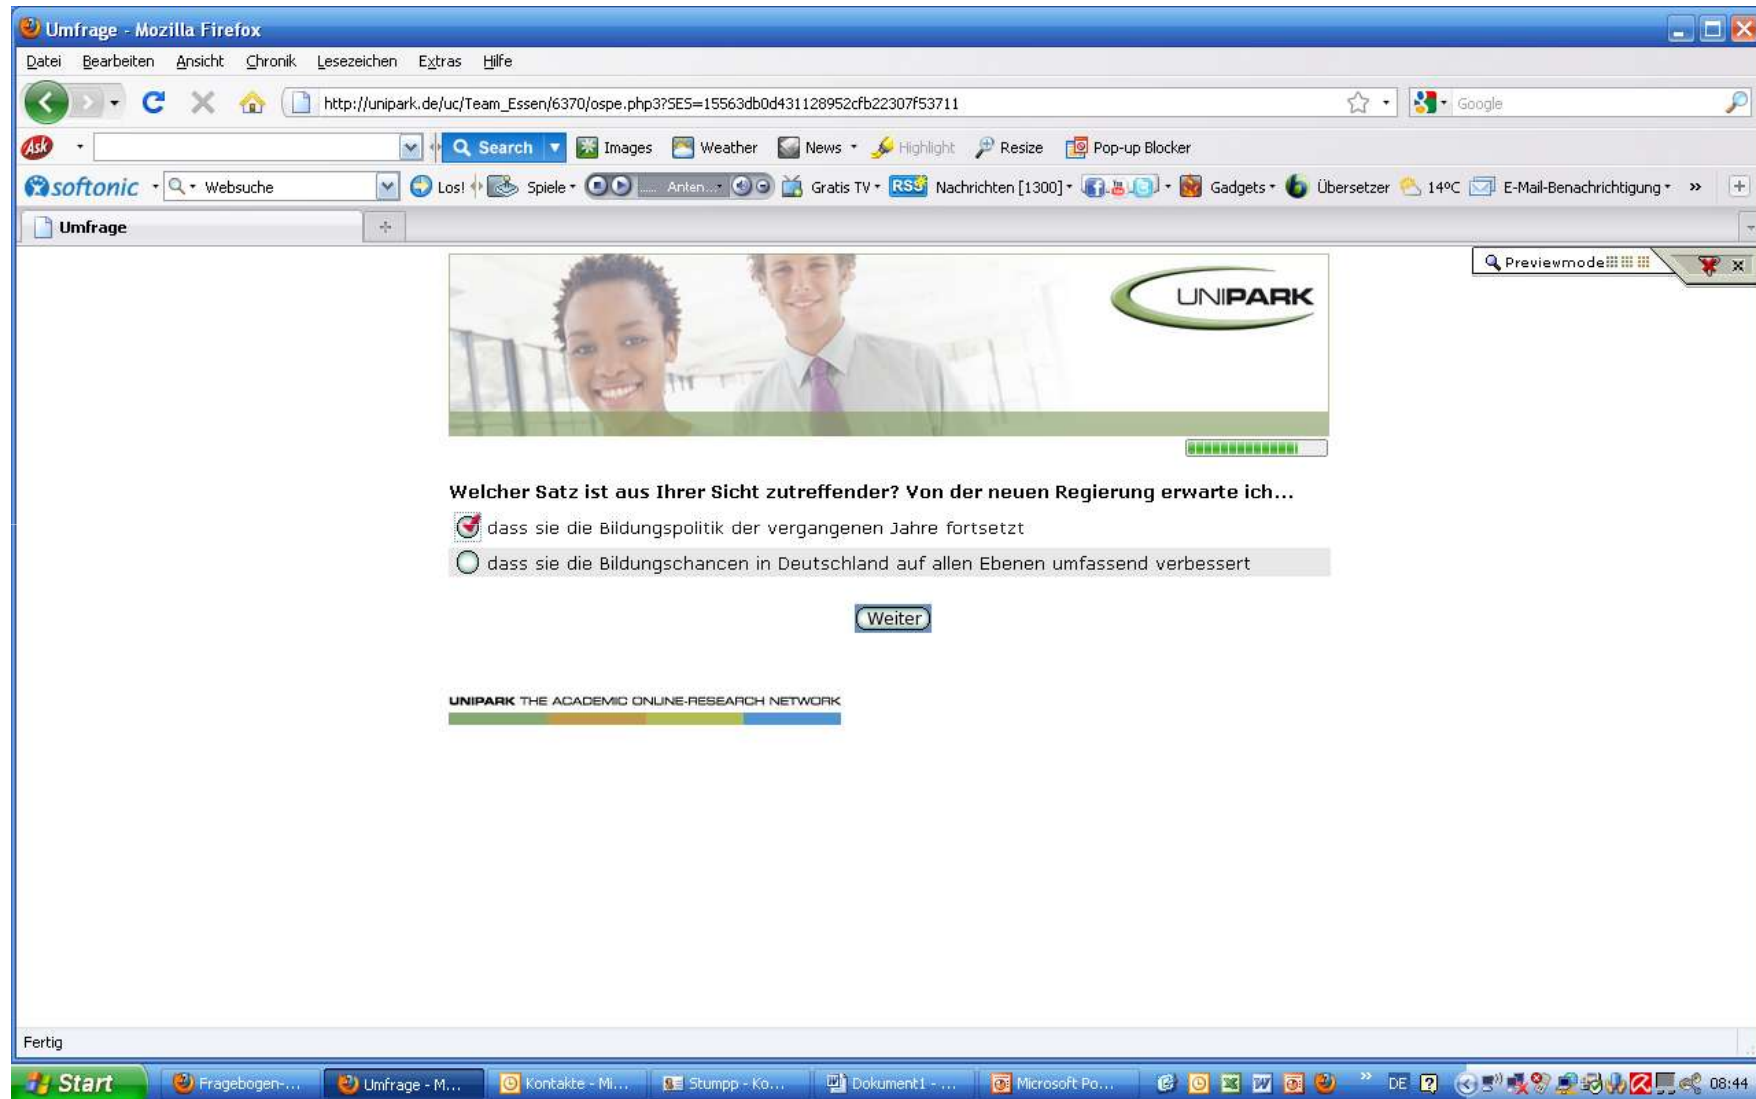 Umfrage - Mozilla Firefox
Datei Bearbeiten Ansicht Chronik Lesezeichen Extras Hilfe
http://unipark.de/uc/Team_Essen/6370/ospe.php3?SES=15563db0d431128952cfb22307f53711 Google
Ask Search Images Weather News Highlight Resize Pop-up Blocker
softonic Websuche Los! Spiele ..... Anten... Gratis TV RSS Nachrichten [1300] Gadgets Übersetzer 14°C E-Mail-Benachrichtigung »
Umfrage
Previewmode
UNIPARK
Welcher Satz ist aus Ihrer Sicht zutreffender? Von der neuen Regierung erwarte ich...
dass sie die Bildungspolitik der vergangenen Jahre fortsetzt
dass sie die Bildungschancen in Deutschland auf allen Ebenen umfassend verbessert
Weiter
UNIPARK THE ACADEMIC ONLINE-RESEARCH NETWORK
Fertig
Start Fragebogen-... Umfrage - M... Kontakte - Mi... Stumpp - Ko... Dokument1 - ... Microsoft Po... » DE 08:44